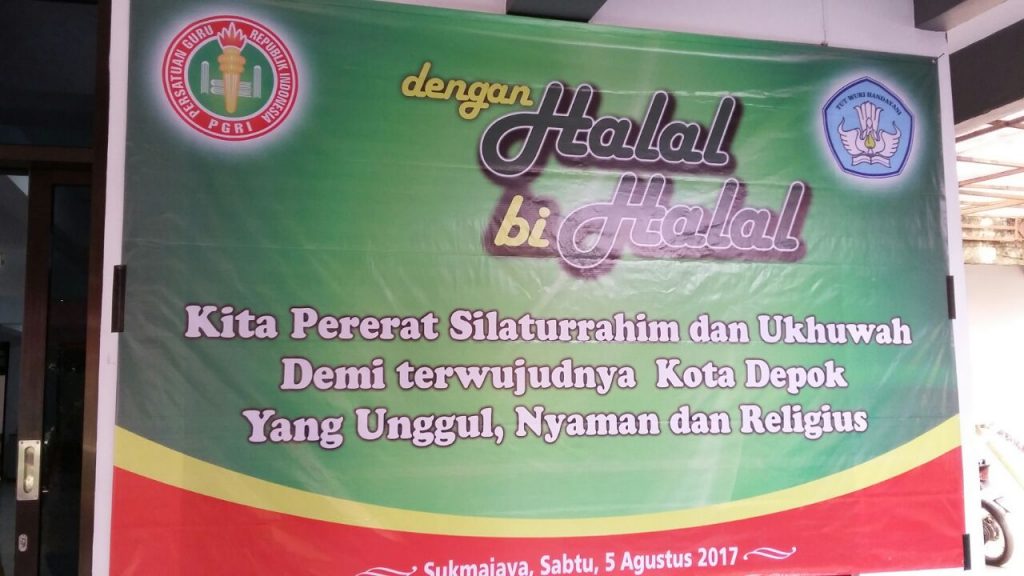 PERSATUAN GURU REPUBLIK INDONESIA
PGRI
TUT WURI HANDAYANI
dengan Halal
bi Halal
Kita Pererat Silaturrahim dan Ukhuwah
Demi terwujudnya Kota Depok
Yang Unggul, Nyaman dan Religius
Sukmajaya, Sabtu, 5 Agustus 2017